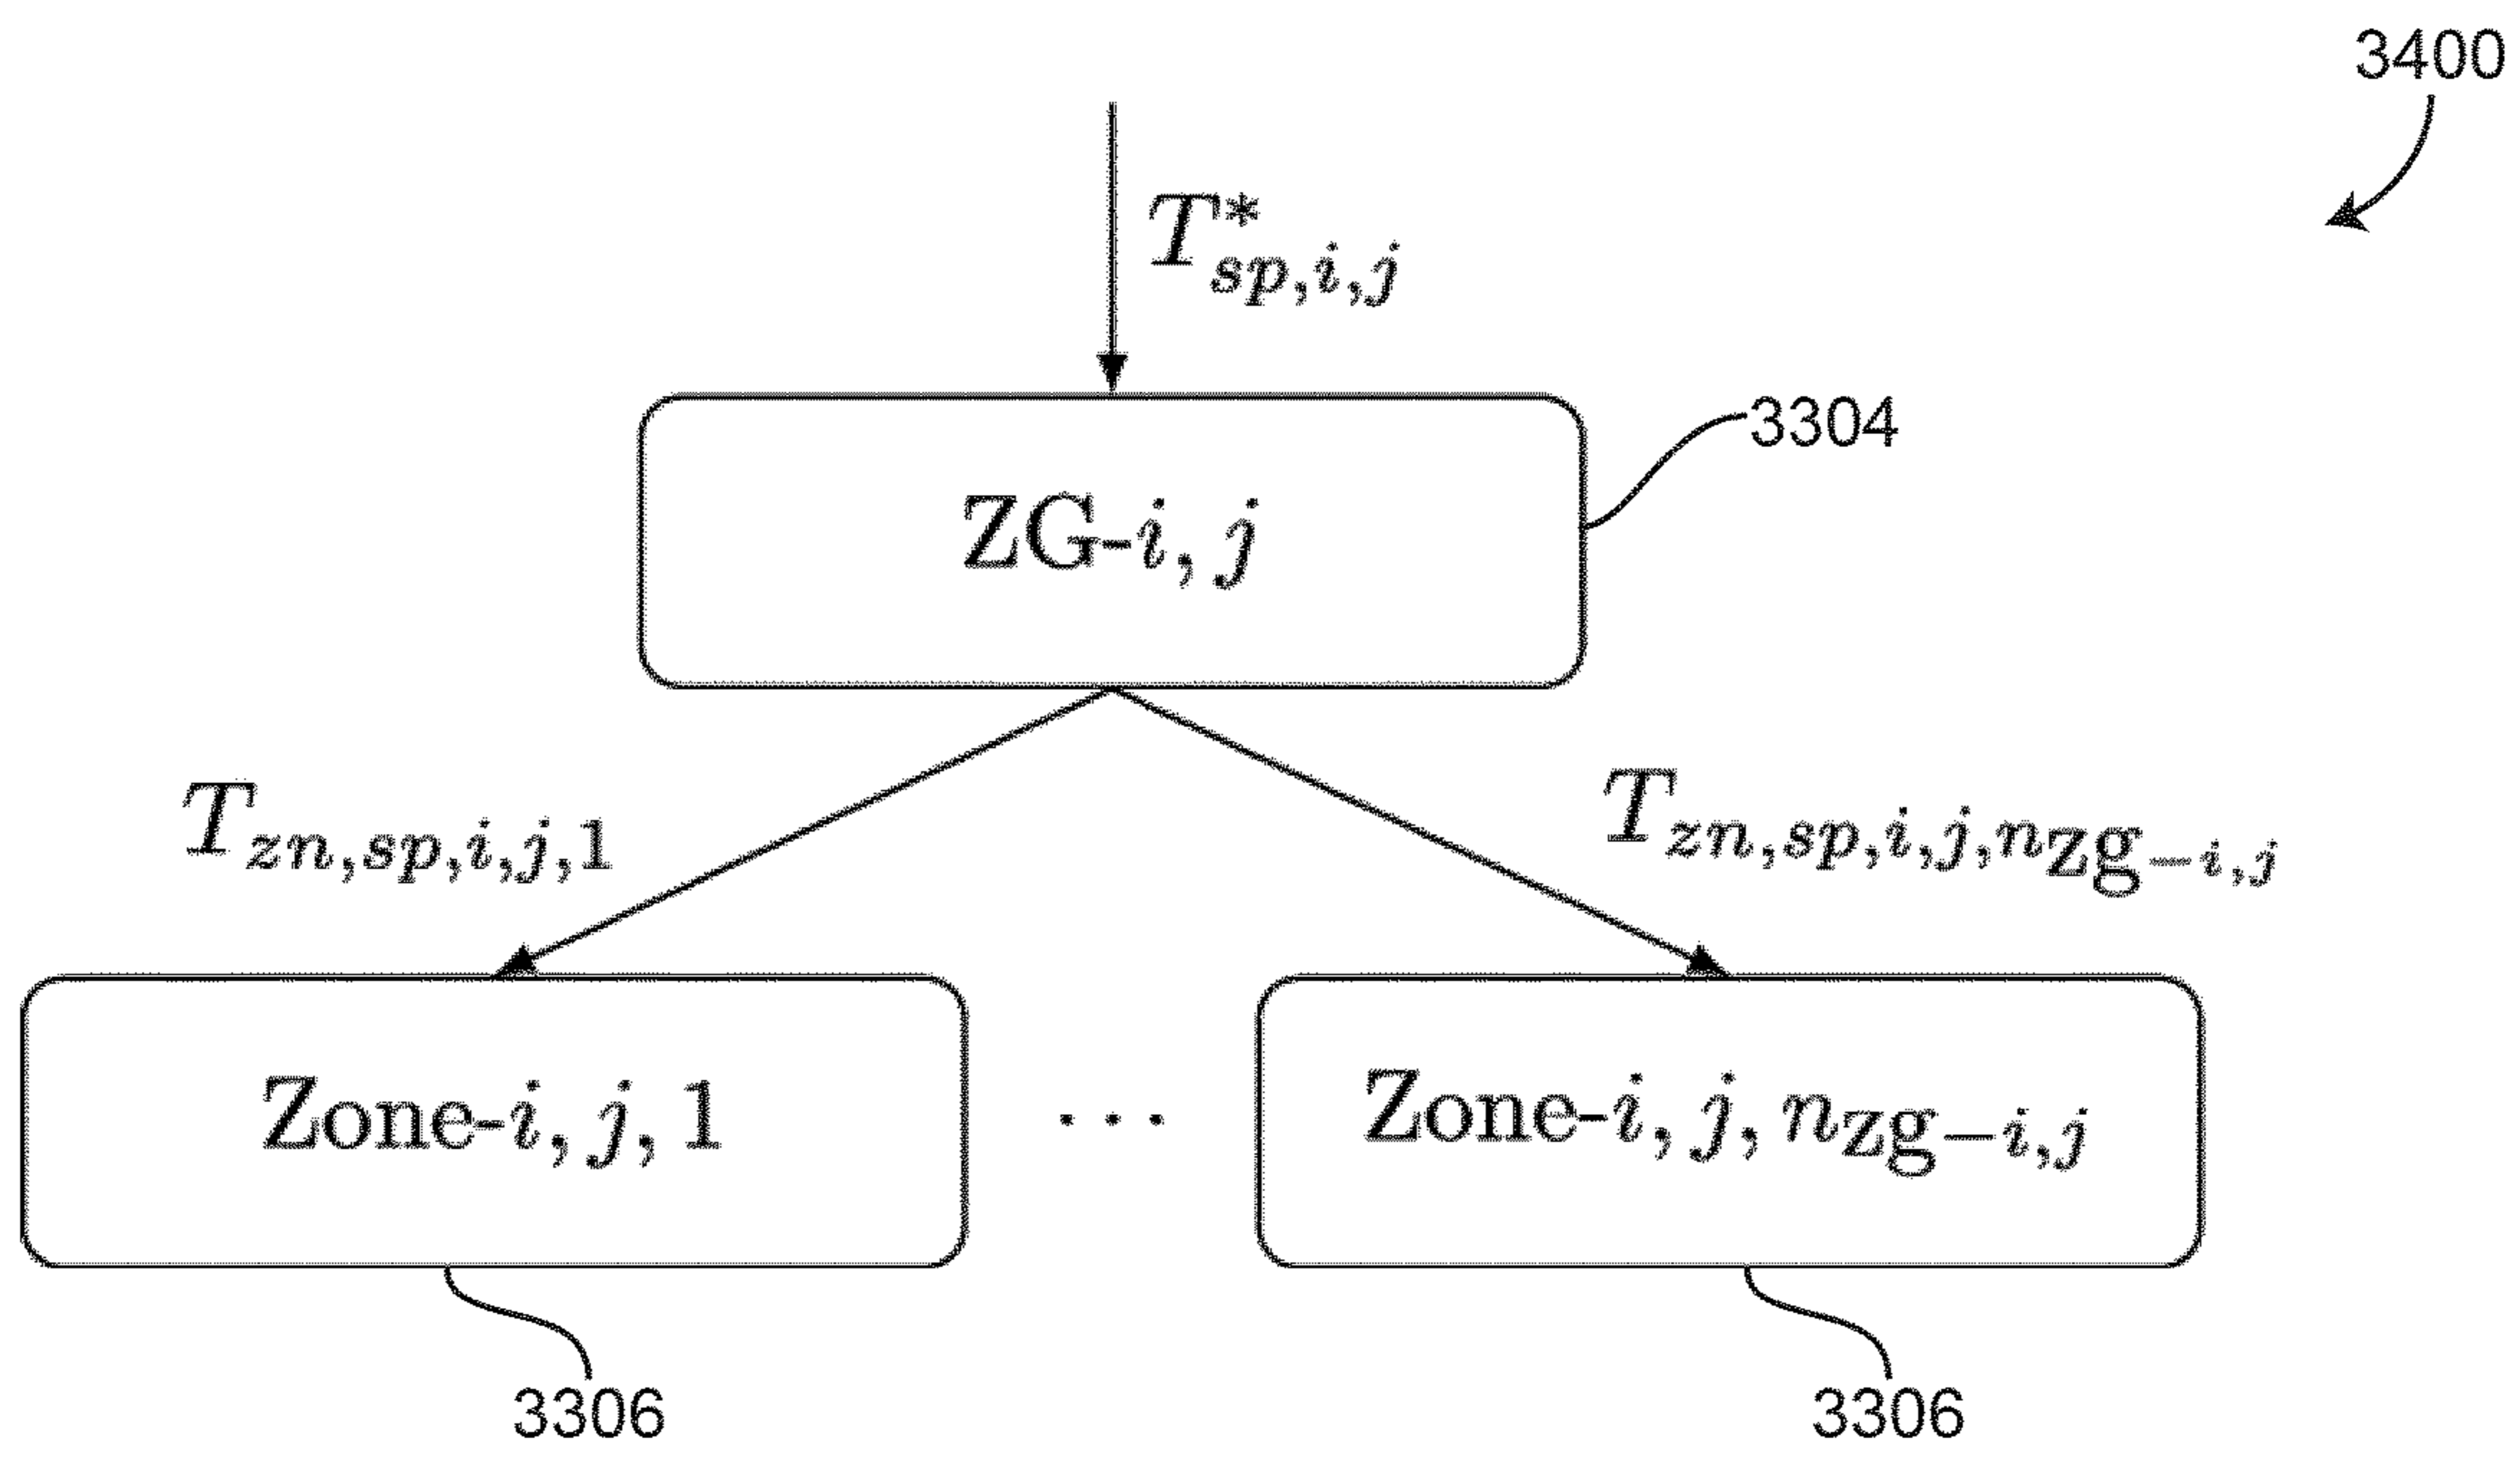 3400
T*sp,i,j
3304
ZG-i, j
Tzn,sp,i,j,1
Tzn,sp,i,j,nzg−i,j
Zone-i, j, 1
...
Zone-i, j, nzg−i,j
3306
3306